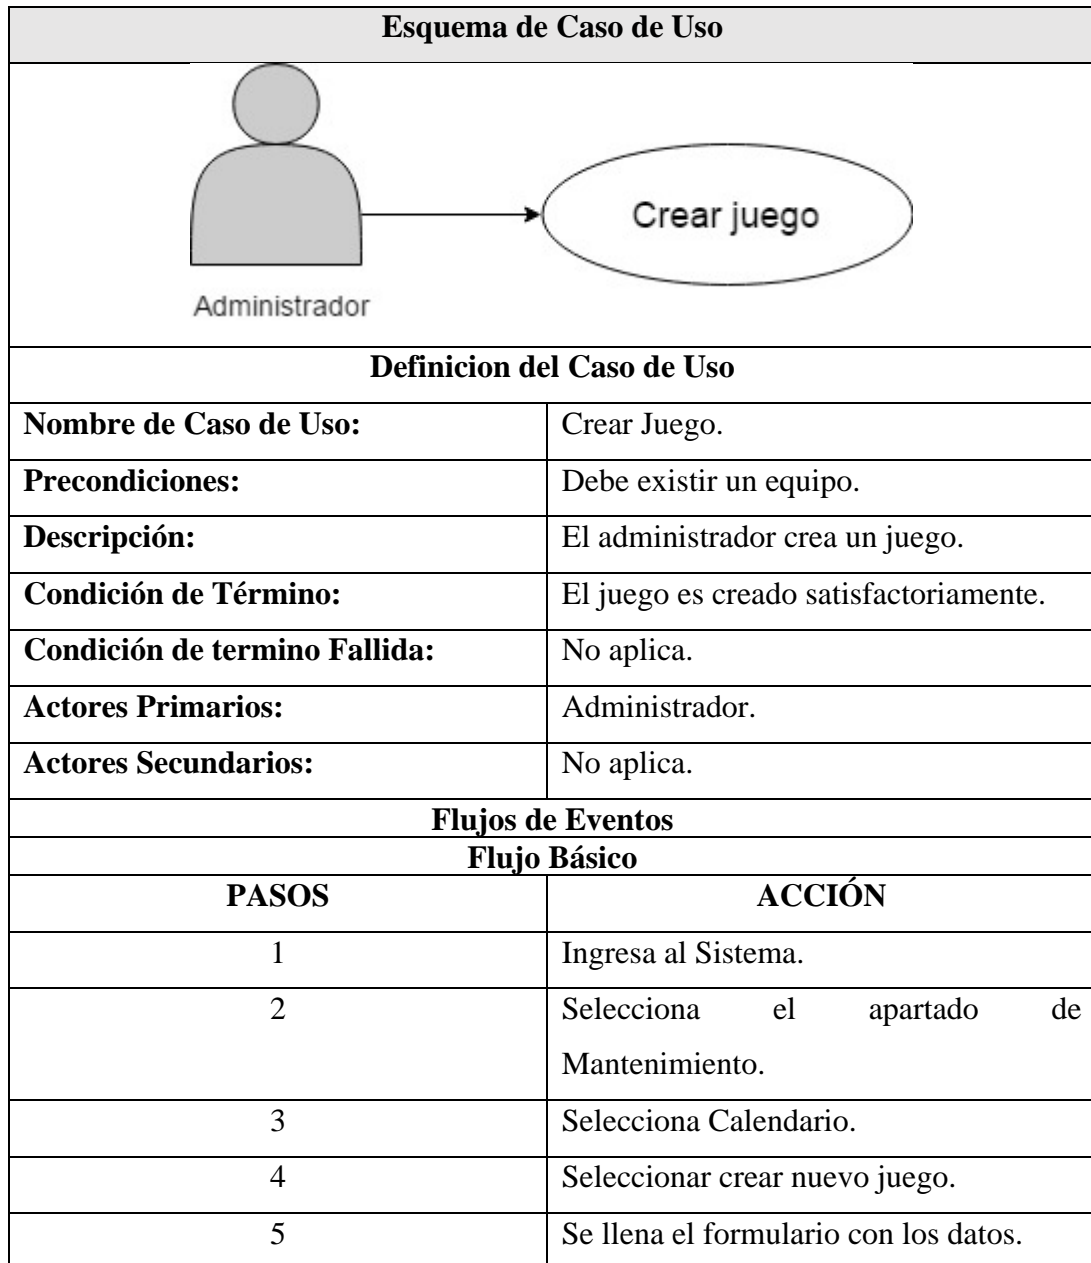 Esquema de Caso de Uso
Crear juego
Administrador
Definicion del Caso de Uso
Nombre de Caso de Uso: Crear Juego.
Precondiciones: Debe existir un equipo.
Descripción: El administrador crea un juego.
Condición de Término: El juego es creado satisfactoriamente.
Condición de termino Fallida: No aplica.
Actores Primarios: Administrador.
Actores Secundarios: No aplica.
Flujos de Eventos
Flujo Básico
PASOS ACCIÓN
1 Ingresa al Sistema.
2 Selecciona el apartado de
Mantenimiento.
3 Selecciona Calendario.
4 Seleccionar crear nuevo juego.
5 Se llena el formulario con los datos.